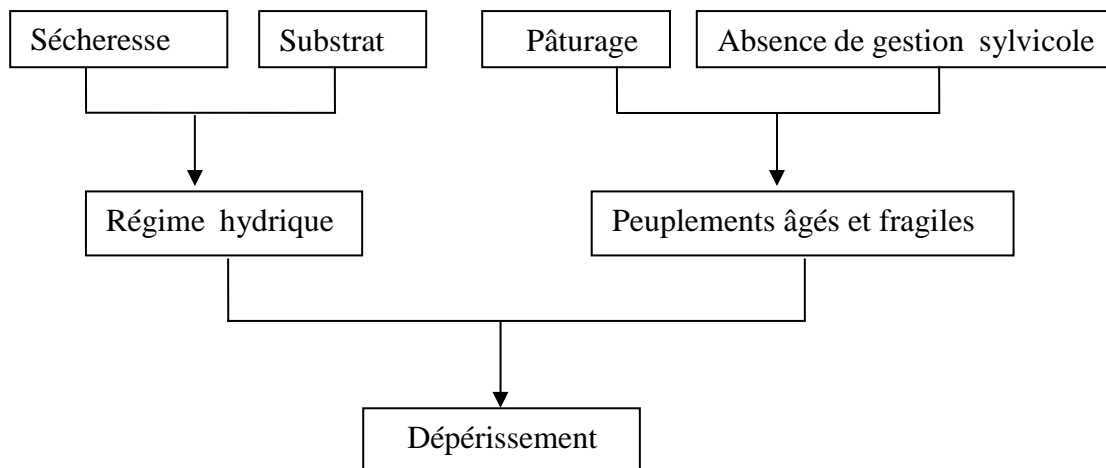 Sécheresse
Substrat
Pâturage
Absence de gestion sylvicole
Régime hydrique
Peuplements âgés et fragiles
Dépérissement